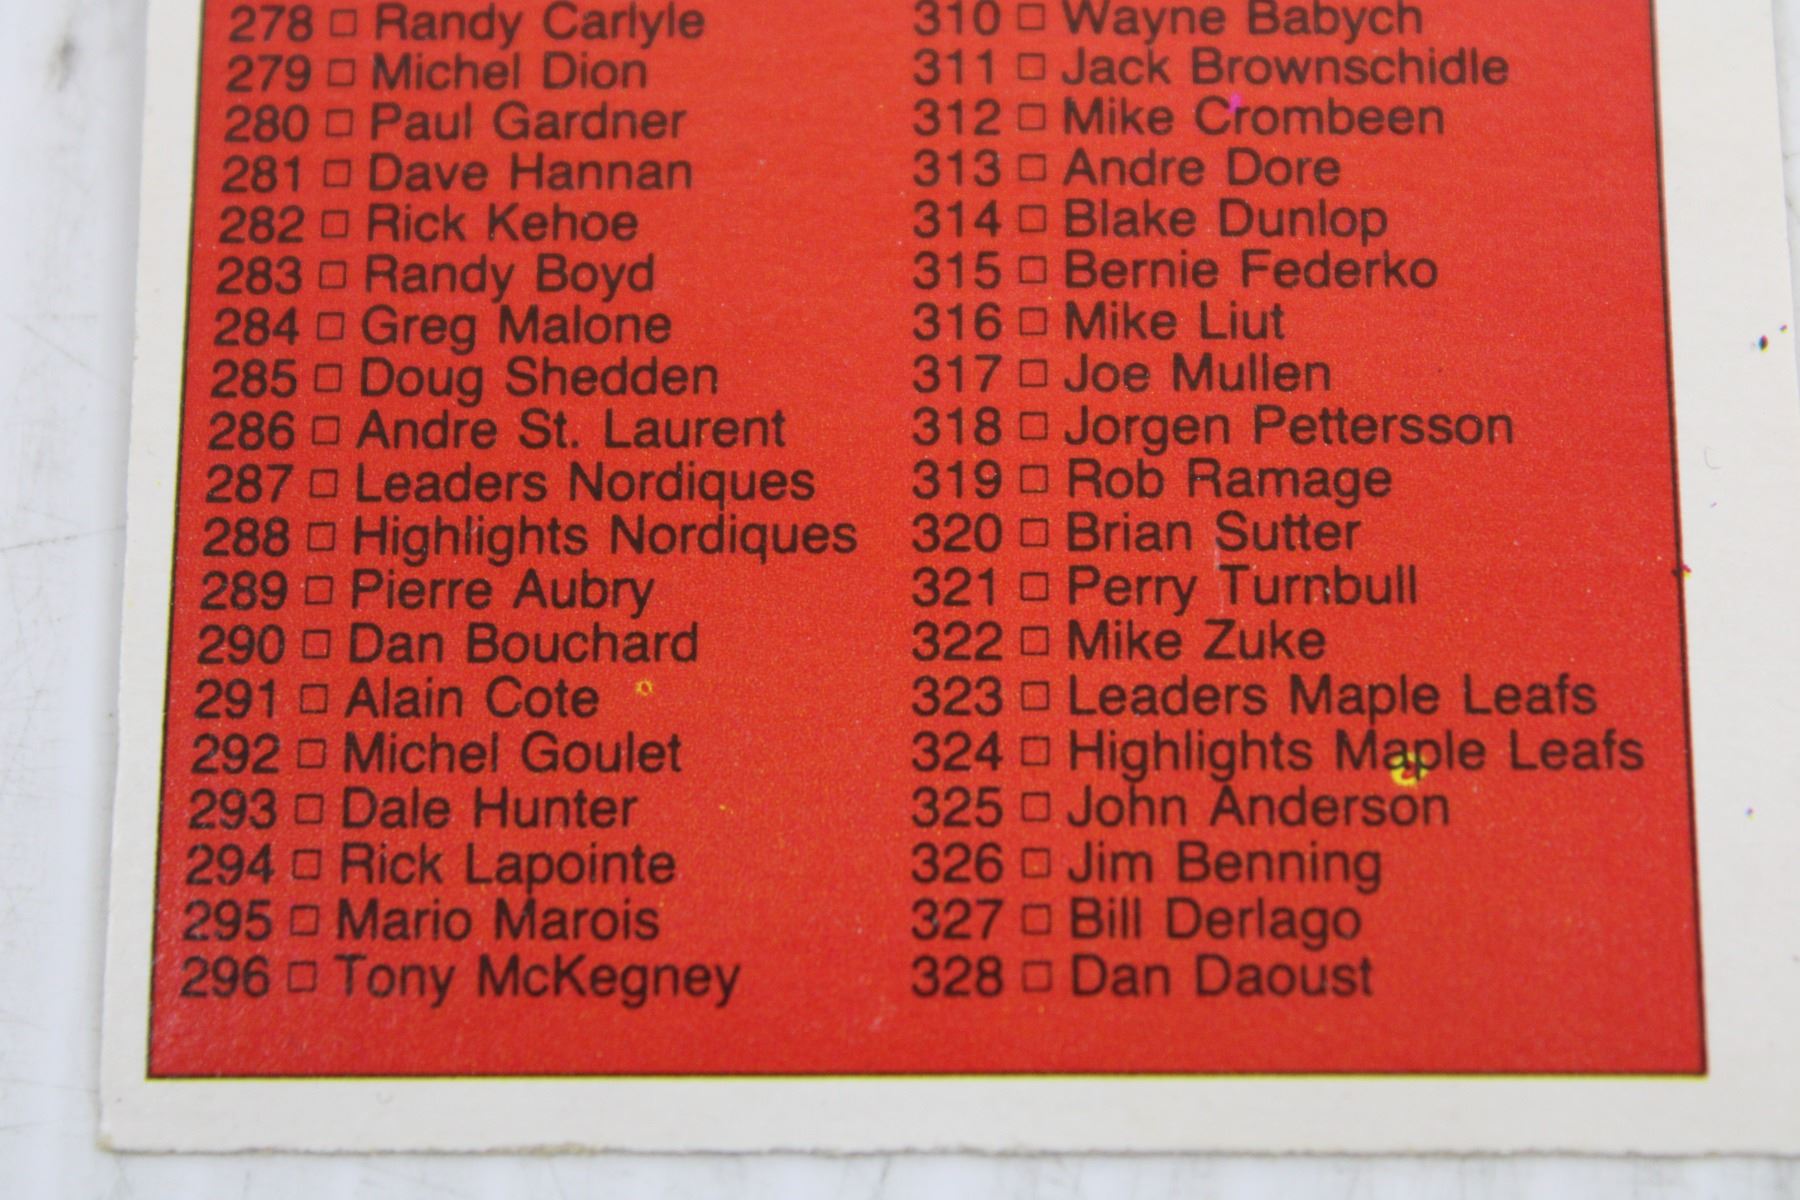 278 □ Randy Carlyle
279 □ Michel Dion
280 □ Paul Gardner
281 □ Dave Hannan
282 □ Rick Kehoe
283 □ Randy Boyd
284 □ Greg Malone
285 □ Doug Shedden
286 □ Andre St. Laurent
287 □ Leaders Nordiques
288 □ Highlights Nordiques
289 □ Pierre Aubry
290 □ Dan Bouchard
291 □ Alain Cote
292 □ Michel Goulet
293 □ Dale Hunter
294 □ Rick Lapointe
295 □ Mario Marois
296 □ Tony McKegney
310 □ Wayne Babych
311 □ Jack Brownschidle
312 □ Mike Crombeen
313 □ Andre Dore
314 □ Blake Dunlop
315 □ Bernie Federko
316 □ Mike Liut
317 □ Joe Mullen
318 □ Jorgen Pettersson
319 □ Rob Ramage
320 □ Brian Sutter
321 □ Perry Turnbull
322 □ Mike Zuke
323 □ Leaders Maple Leafs
324 □ Highlights Maple Leafs
325 □ John Anderson
326 □ Jim Benning
327 □ Bill Derlago
328 □ Dan Daoust